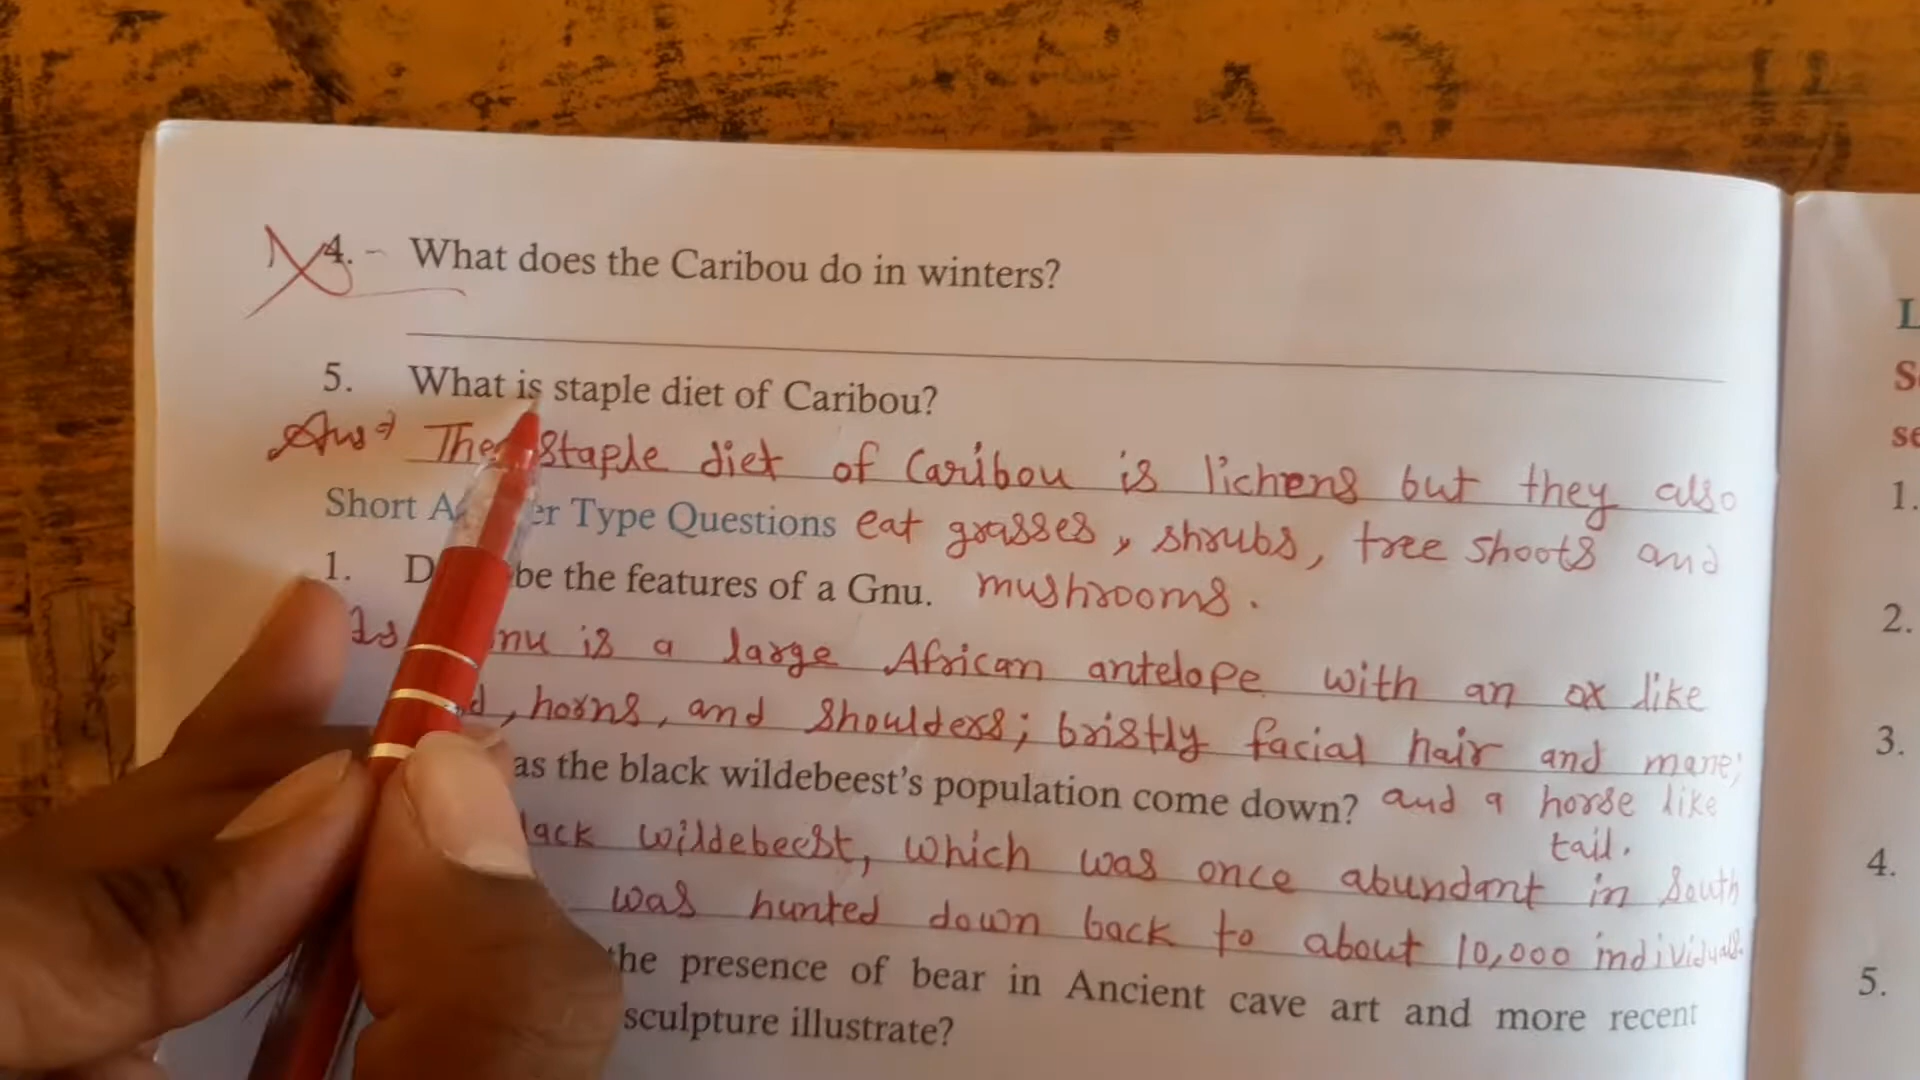 4. - What does the Caribou do in winters?
5. What is staple diet of Caribou?
Ans⇒ The staple diet of Caribou is lichens but they also
Short A er Type Questions eat grasses, shrubs, tree shoots and
1. D be the features of a Gnu. mushrooms.
nu is a large African antelope with an ox like
d, horns, and shoulders; bristly facial hair and mane;
as the black wildebeest's population come down? and a horse like
tail.
lack wildebeest, which was once abundant in South
was hunted down back to about 10,000 individuals.
the presence of bear in Ancient cave art and more recent
sculpture illustrate?
L
S
se
1.
2.
3.
4.
5.